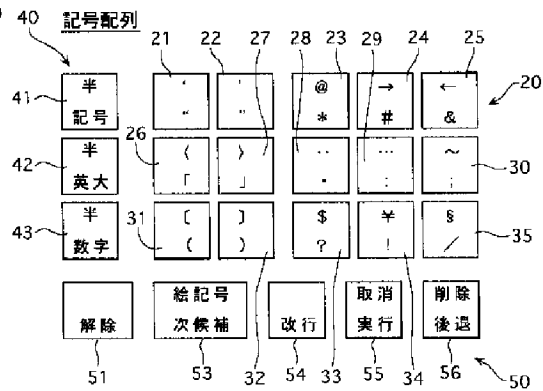 40 記号配列
21 22 27 28 23 29 24 25
半 ‘ ’ @ → ←
41 記号 “ ” * # & 20
26
半 〈 〉 ‥ … ～
42 英大 「 」 ・ : ; 30
半 〔 〕 $ ¥ §
43 数字 31 ( ) ? ! ／ 35
絵記号 取消 削除
解除 次候補 改行 実行 後退
51 53 32 54 33 55 34 56 50